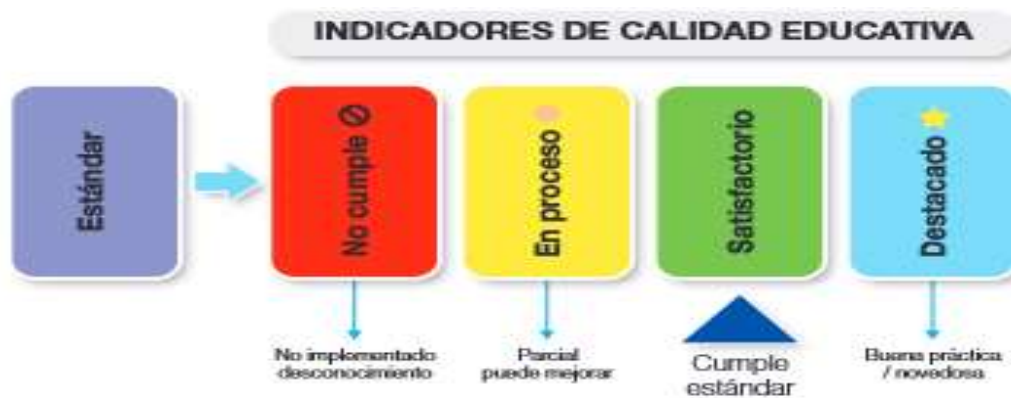 INDICADORES DE CALIDAD EDUCATIVA
Estándar
No cumple
En proceso
Satisfactorio
Destacado
No implementado
desconocimiento
Parcial
puede mejorar
Cumple
estándar
Buena práctica
/ novedosa